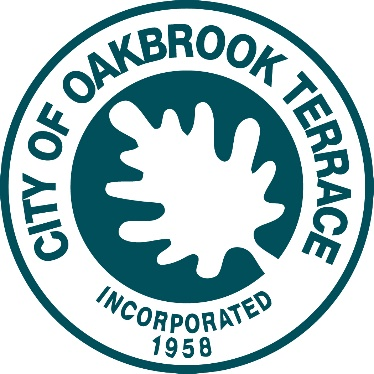 CITY OF OAKBROOK TERRACE
INCORPORATED
1958